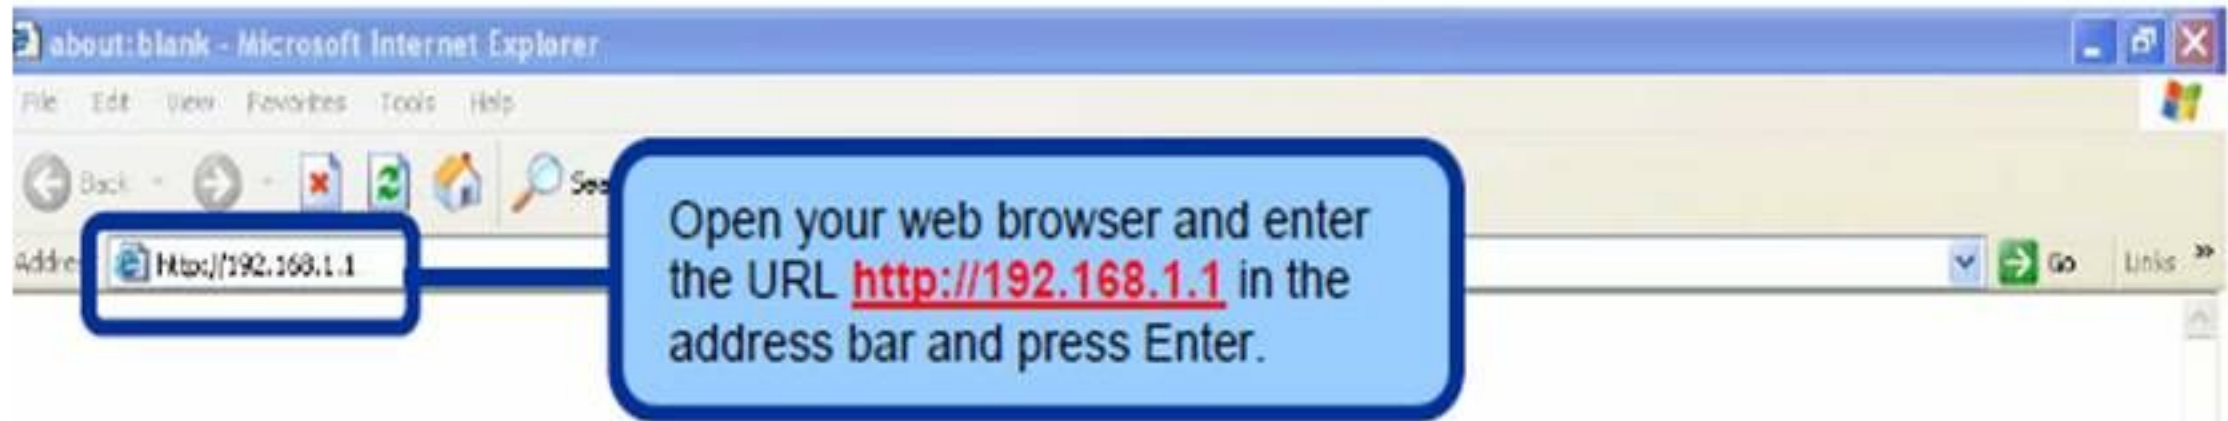 about:blank - Microsoft Internet Explorer
File Edit View Favorites Tools Help
Back
Open your web browser and enter
the URL http://192.168.1.1 in the
address bar and press Enter.
http://192.168.1.1
Go Links »